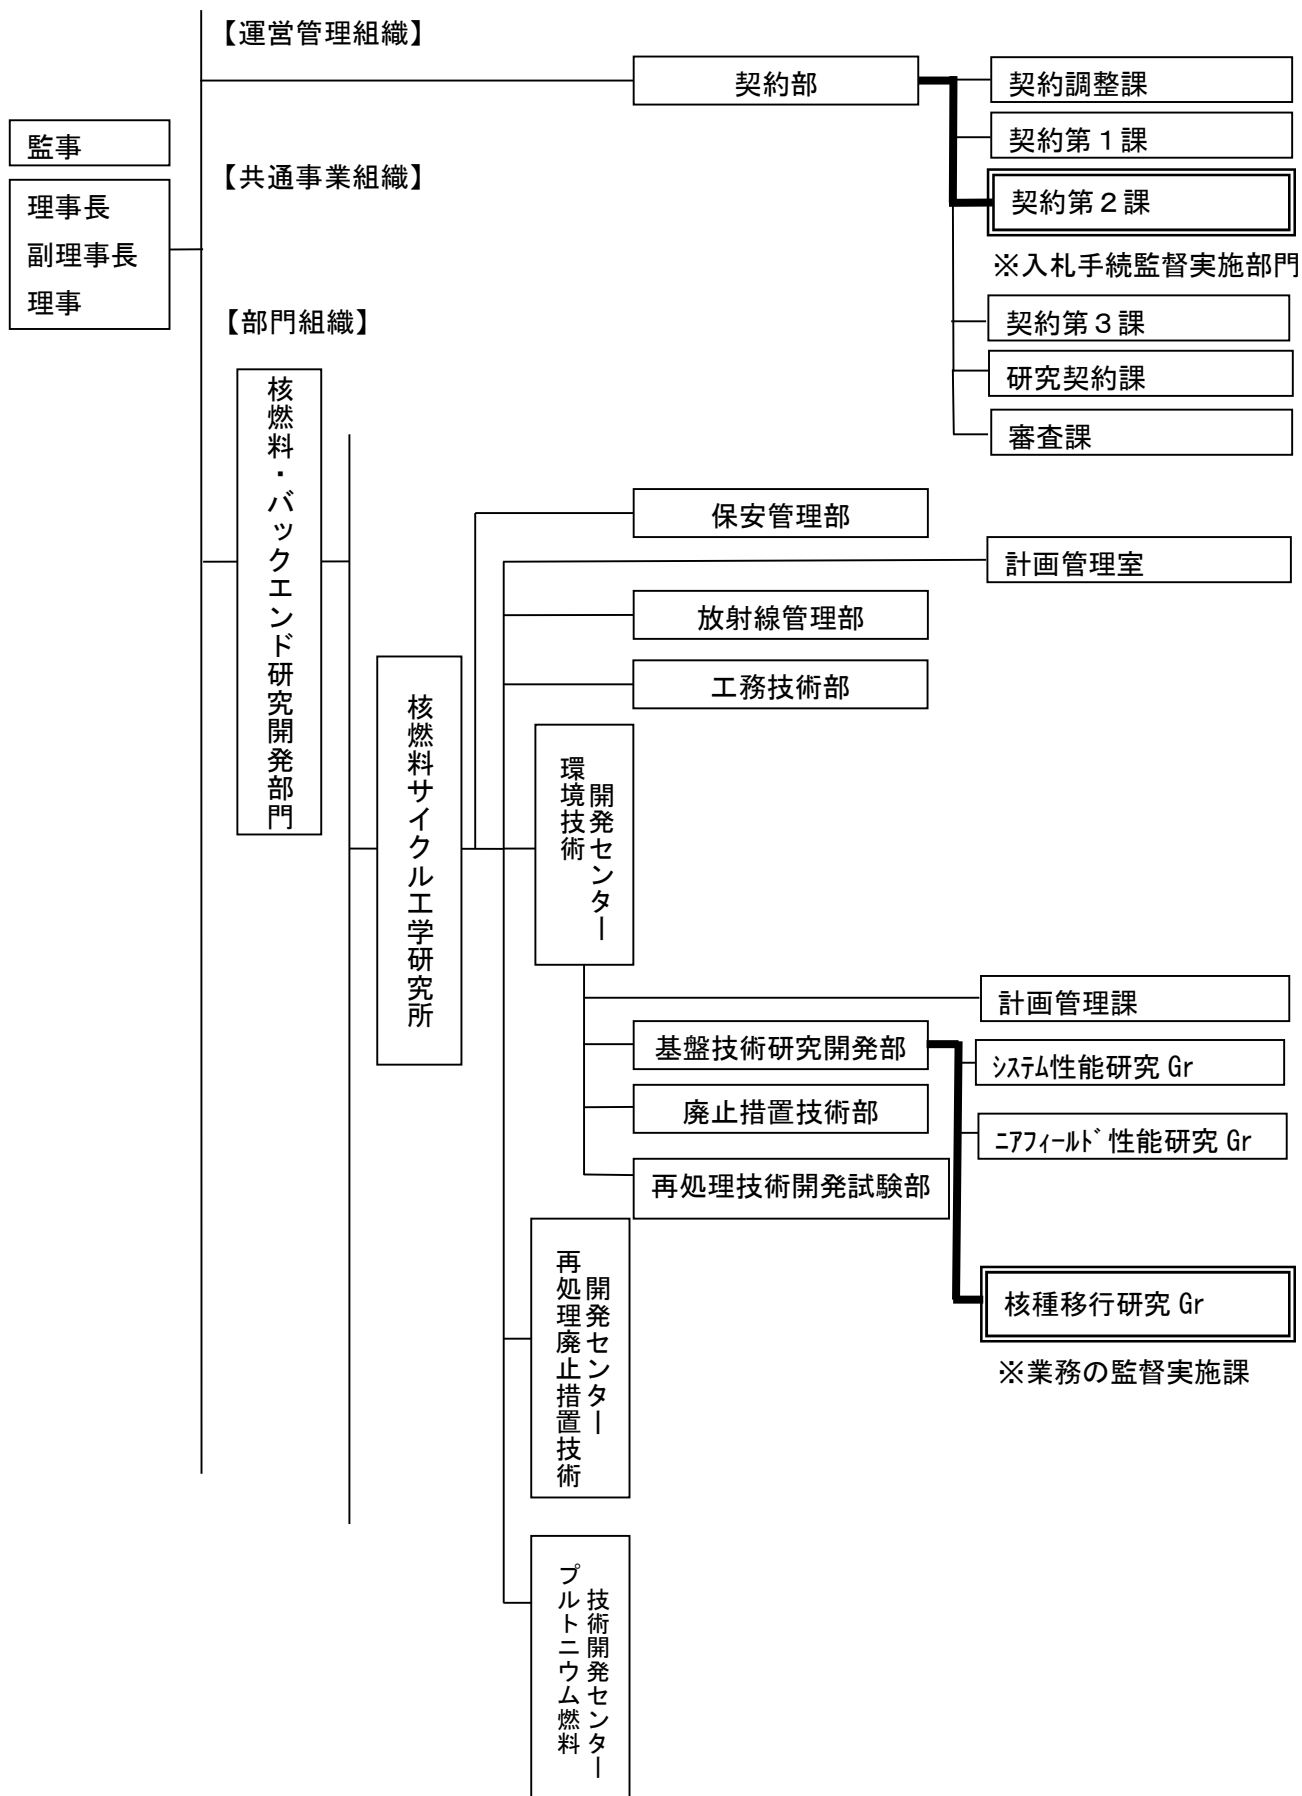 【運営管理組織】
契約部
契約調整課
契約第１課
契約第２課
※入札手続監督実施部門
契約第３課
研究契約課
審査課
監事
理事長
副理事長
理事
【共通事業組織】
【部門組織】
核燃料・バックエンド研究開発部門
核燃料サイクル工学研究所
保安管理部
計画管理室
放射線管理部
工務技術部
環境技術
開発センター
計画管理課
基盤技術研究開発部
ｼｽﾃﾑ性能研究 Gr
ﾆｱﾌｨｰﾙﾄﾞ性能研究 Gr
核種移行研究 Gr
※業務の監督実施課
廃止措置技術部
再処理技術開発試験部
再処理廃止措置技術
開発センター
プルトニウム燃料
技術開発センター